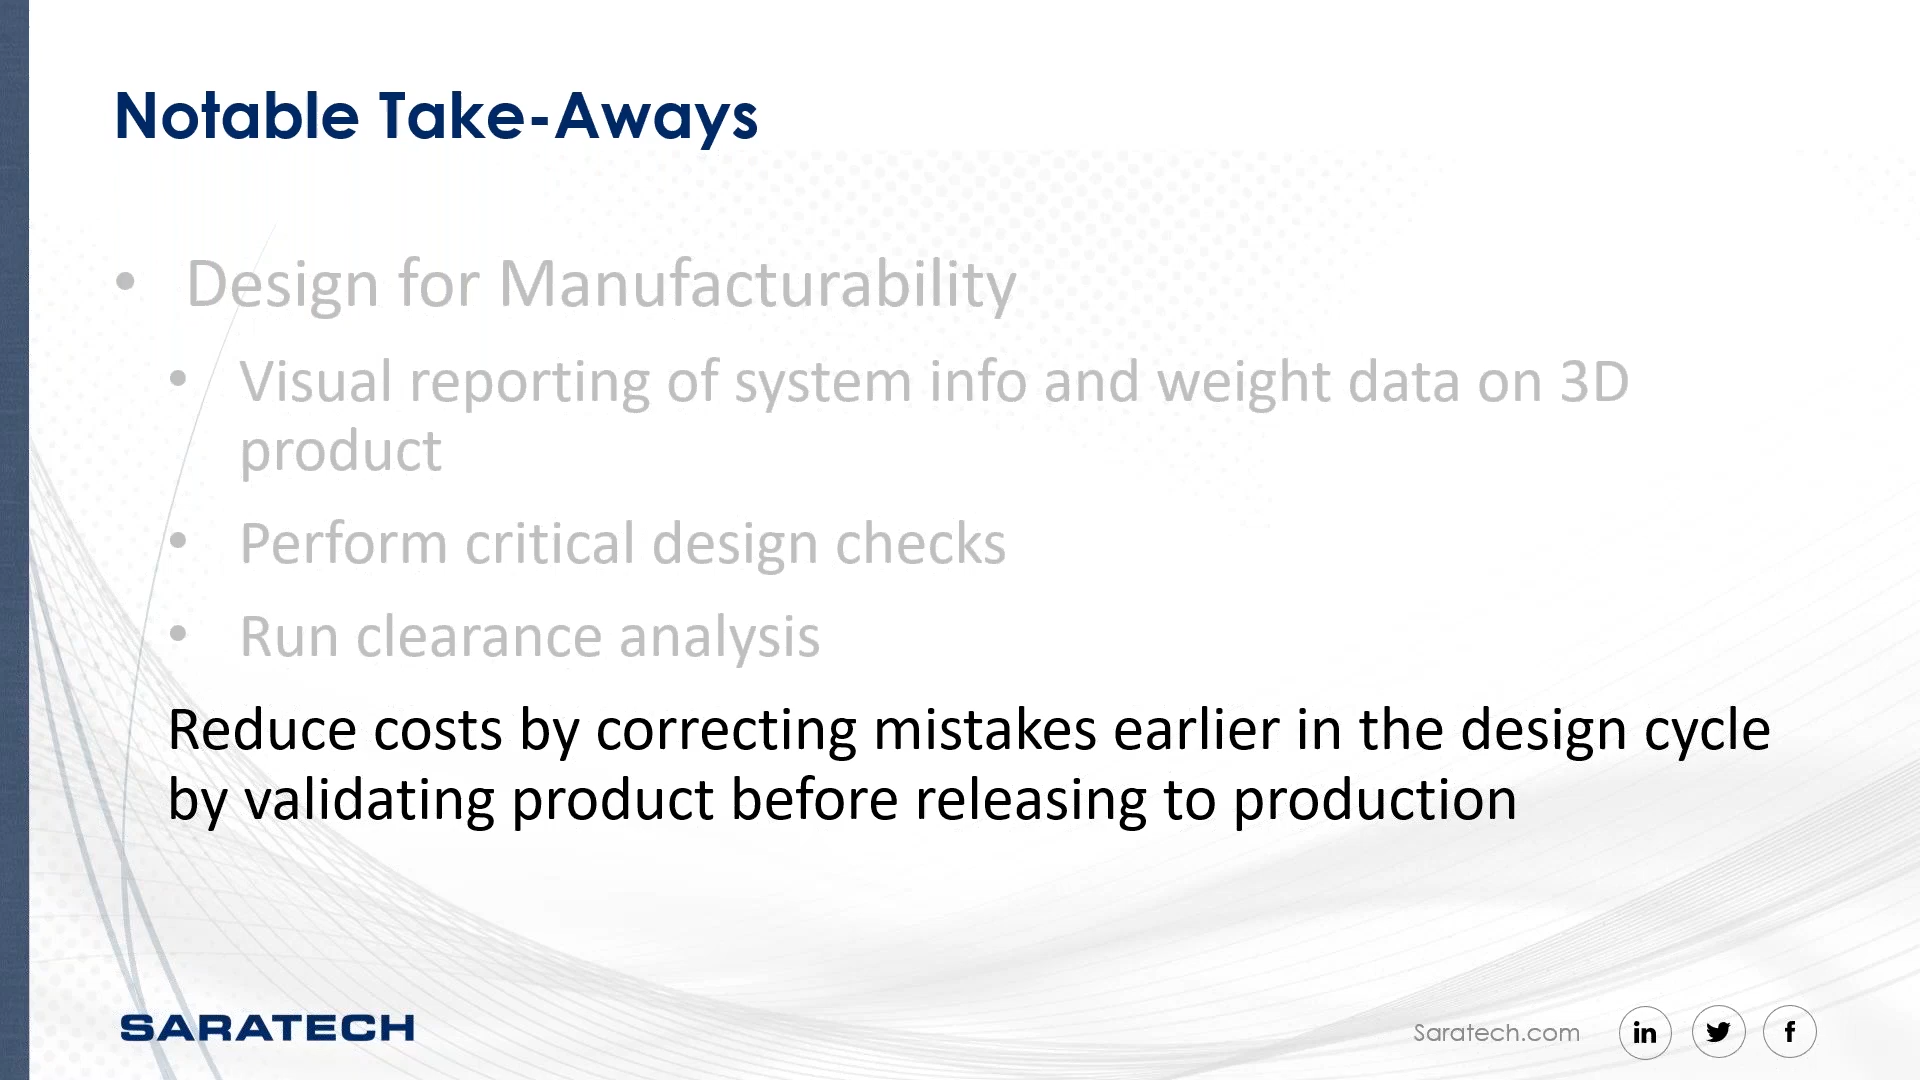 Notable Take-Aways
• Design for Manufacturability
• Visual reporting of system info and weight data on 3D
product
• Perform critical design checks
• Run clearance analysis
Reduce costs by correcting mistakes earlier in the design cycle
by validating product before releasing to production
SARATECH
Saratech.com in f